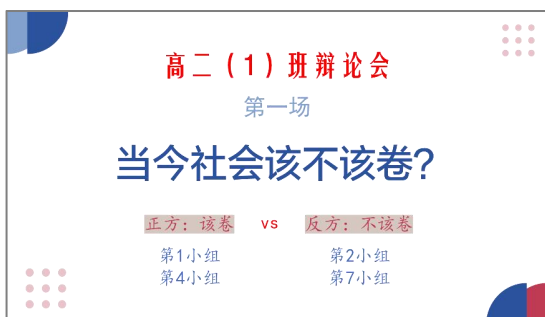 高二（1）班辩论会
第一场
当今社会该不该卷？
正方：该卷 vs 反方：不该卷
第1小组 第2小组
第4小组 第7小组